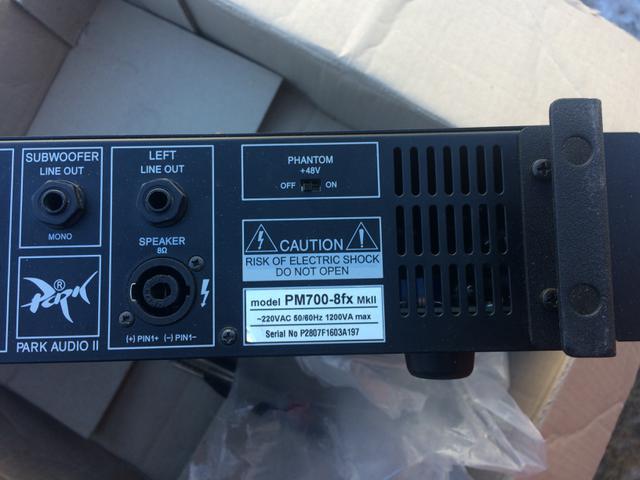 SUBWOOFER
LINE OUT
MONO
®
PARK
PARK AUDIO II
LEFT
LINE OUT
SPEAKER
8Ω
(+) PIN1+ (−) PIN1−
PHANTOM
+48V
OFF ON
CAUTION
RISK OF ELECTRIC SHOCK
DO NOT OPEN
model PM700-8fx MkII
~220VAC 50/60Hz 1200VA max
Serial No P2807F1603A197